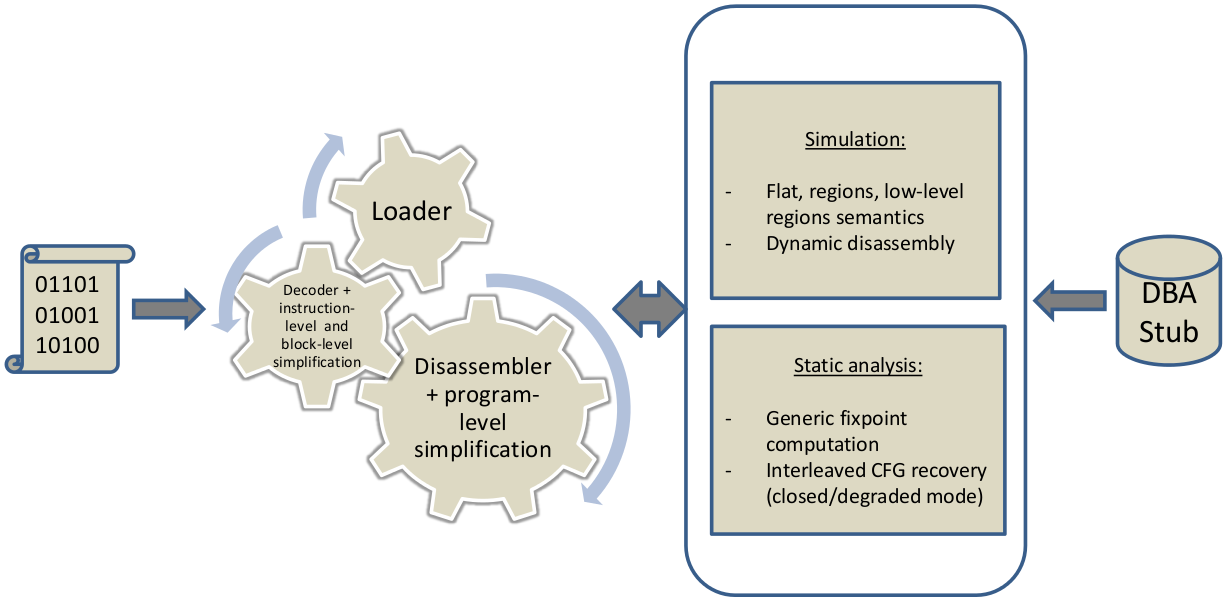 01101
01001
10100
Loader
Decoder +
instruction-
level and
block-level
simplification
Disassembler
+ program-
level
simplification
Simulation:
- Flat, regions, low-level
regions semantics
- Dynamic disassembly
Static analysis:
- Generic fixpoint
computation
- Interleaved CFG recovery
(closed/degraded mode)
DBA
Stub